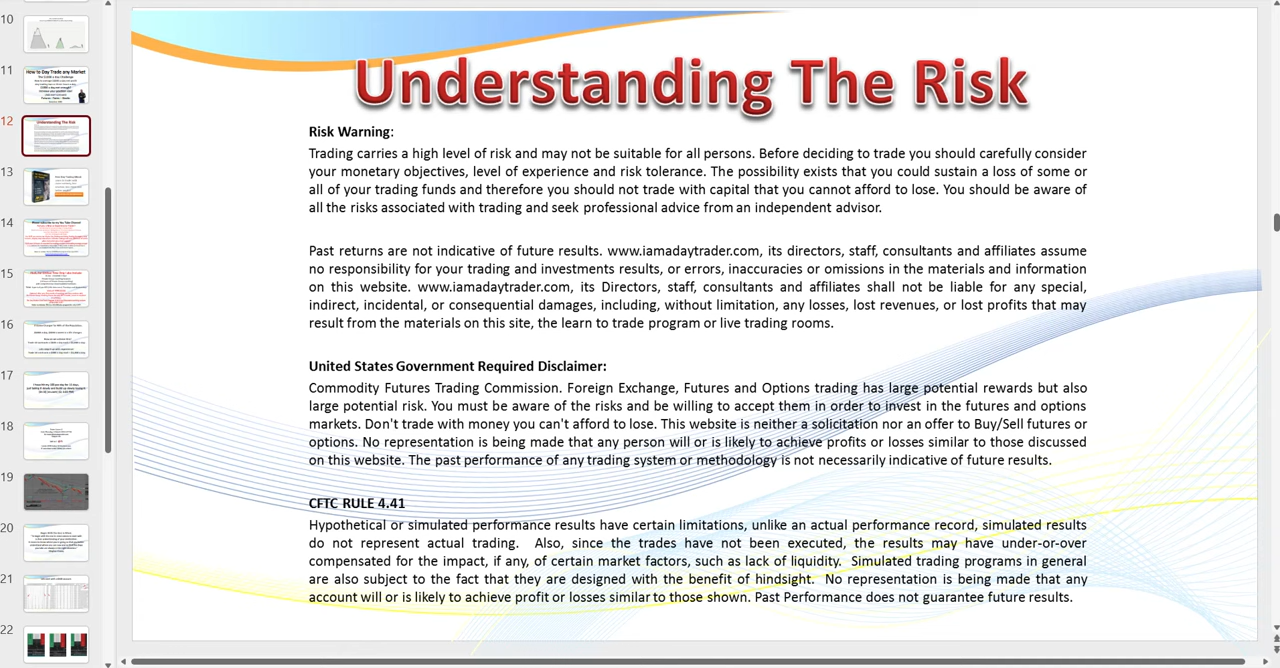 Understanding The Risk
Risk Warning:
Trading carries a high level of risk and may not be suitable for all persons. Before deciding to trade you should carefully consider
your monetary objectives, level of experience and risk tolerance. The possibility exists that you could sustain a loss of some or
all of your trading funds and therefore you should not trade with capital that you cannot afford to lose. You should be aware of
all the risks associated with trading and seek professional advice from an independent advisor.
Past returns are not indicative of future results. www.iamadaytrader.com its directors, staff, consultants and affiliates assume
no responsibility for your actions and investments results or errors, inaccuracies or omissions in the materials and information
on the website. www.iamadaytrader.com its Directors, staff, consultants and affiliates shall not be liable for any special,
indirect, incidental, or consequential damages, including, without limitation, any losses, lost revenues, or lost profits that may
result from the materials on this site, the learn to trade program or live trading rooms.
United States Government Required Disclaimer:
Commodity Futures Trading Commission. Foreign Exchange, Futures and Options trading has large potential rewards but also
large potential risk. You must be aware of the risks and be willing to accept them in order to invest in the futures and options
markets. Don't trade with money you can't afford to lose. The website is neither a solicitation nor an offer to Buy/Sell futures or
options. No representation is being made that any person will or is likely to achieve profits or losses similar to those discussed
on this website. The past performance of any trading system or methodology is not necessarily indicative of future results.
CFTC RULE 4.41
Hypothetical or simulated performance results have certain limitations, unlike an actual performance record, simulated results
do not represent actual trading. Also, since the trades have not been executed, the results may have under-or-over
compensated for the impact, if any, of certain market factors, such as lack of liquidity. Simulated trading programs in general
are also subject to the fact that they are designed with the benefit of hindsight. No representation is being made that any
account will or is likely to achieve profit or losses similar to those shown. Past Performance does not guarantee future results.
10
11
How to Day Trade any Market
12
Understanding The Risk
13
14
15
16
17
18
19
20
21
22